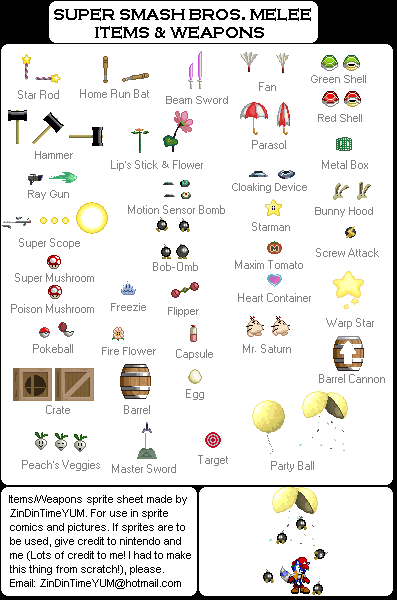 SUPER SMASH BROS. MELEE
ITEMS & WEAPONS
Star Rod
Home Run Bat
Beam Sword
Fan
Green Shell
Red Shell
Hammer
Lip's Stick & Flower
Parasol
Metal Box
Ray Gun
Motion Sensor Bomb
Cloaking Device
Bunny Hood
Super Scope
Bob-Omb
Starman
Screw Attack
Super Mushroom
Maxim Tomato
Poison Mushroom
Freezie
Flipper
Heart Container
Warp Star
Pokeball
Fire Flower
Capsule
Mr. Saturn
Barrel Cannon
Crate
Barrel
Egg
Peach's Veggies
Master Sword
Target
Party Ball
Items/Weapons sprite sheet made by
ZinDinTimeYUM. For use in sprite
comics and pictures. If sprites are to
be used, give credit to nintendo and
me (Lots of credit to me! I had to make
this thing from scratch!), please.
Email: ZinDinTimeYUM@hotmail.com